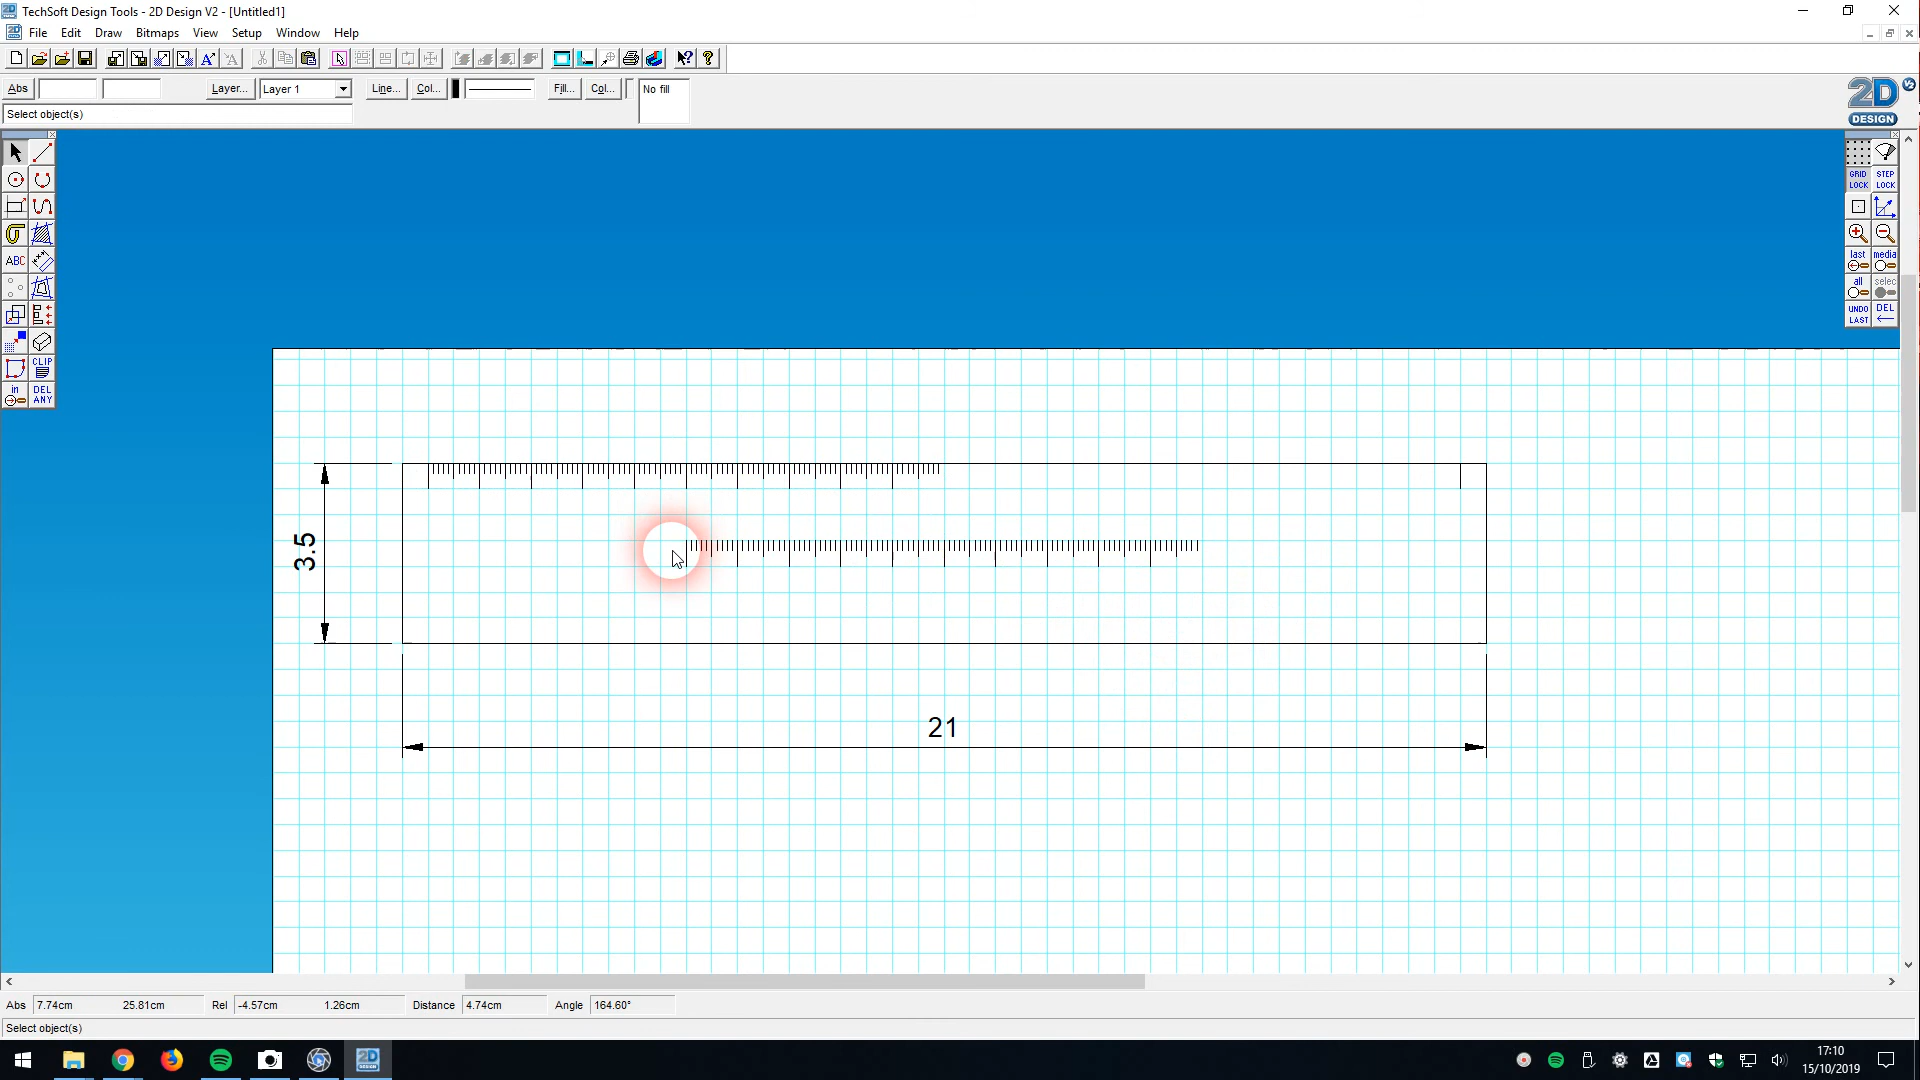 TechSoft Design Tools - 2D Design V2 - [Untitled1]
File Edit Draw Bitmaps View Setup Window Help
Abs Layer... Layer 1 Line... Col... Fill... Col... No fill
Select object(s)
2D V2
DESIGN
GRID LOCK STEP LOCK
last media
all selec
UNDO LAST DEL
ABC
CLIP
in DEL ANY
3.5
21
Abs 7.74cm 25.81cm Rel -4.57cm 1.26cm Distance 4.74cm Angle 164.60°
Select object(s)
2D DESIGN
17:10
15/10/2019